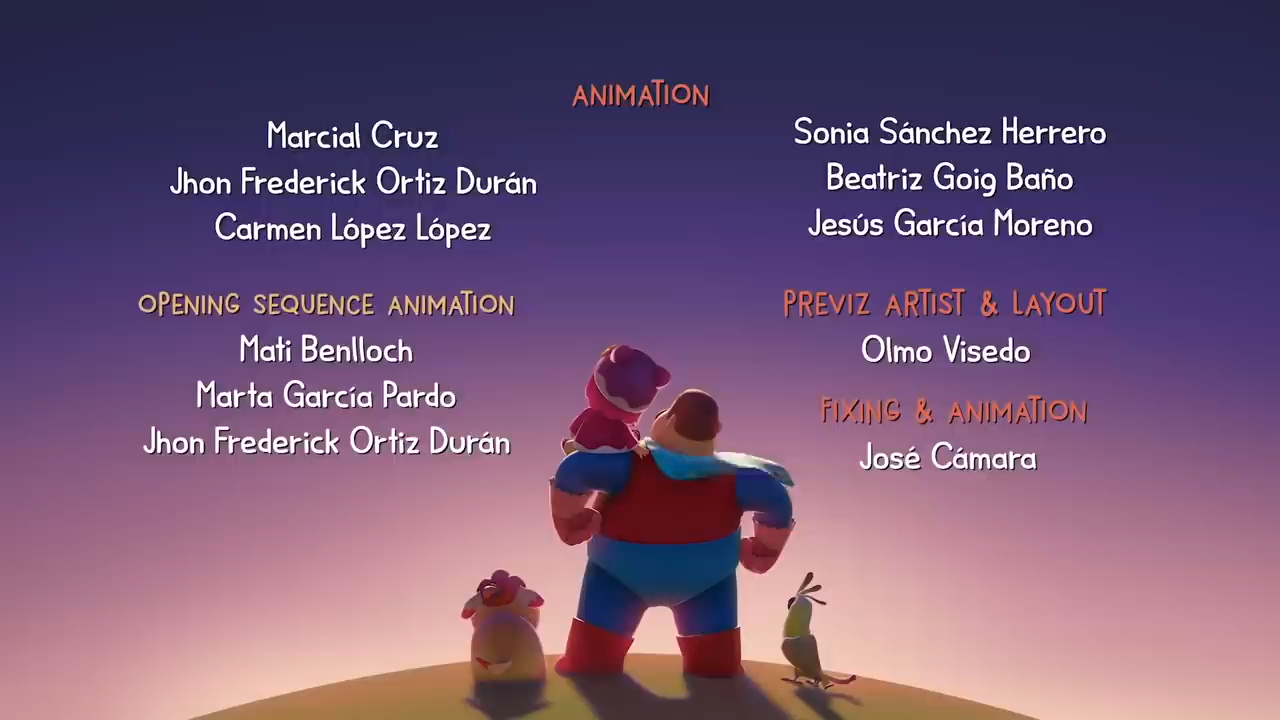 ANIMATION
Marcial Cruz
Jhon Frederick Ortiz Durán
Carmen López López
Sonia Sánchez Herrero
Beatriz Goig Baño
Jesús García Moreno
OPENING SEQUENCE ANIMATION
Mati Benlloch
Marta García Pardo
Jhon Frederick Ortiz Durán
PREVIZ ARTIST & LAYOUT
Olmo Visedo
FIXING & ANIMATION
José Cámara